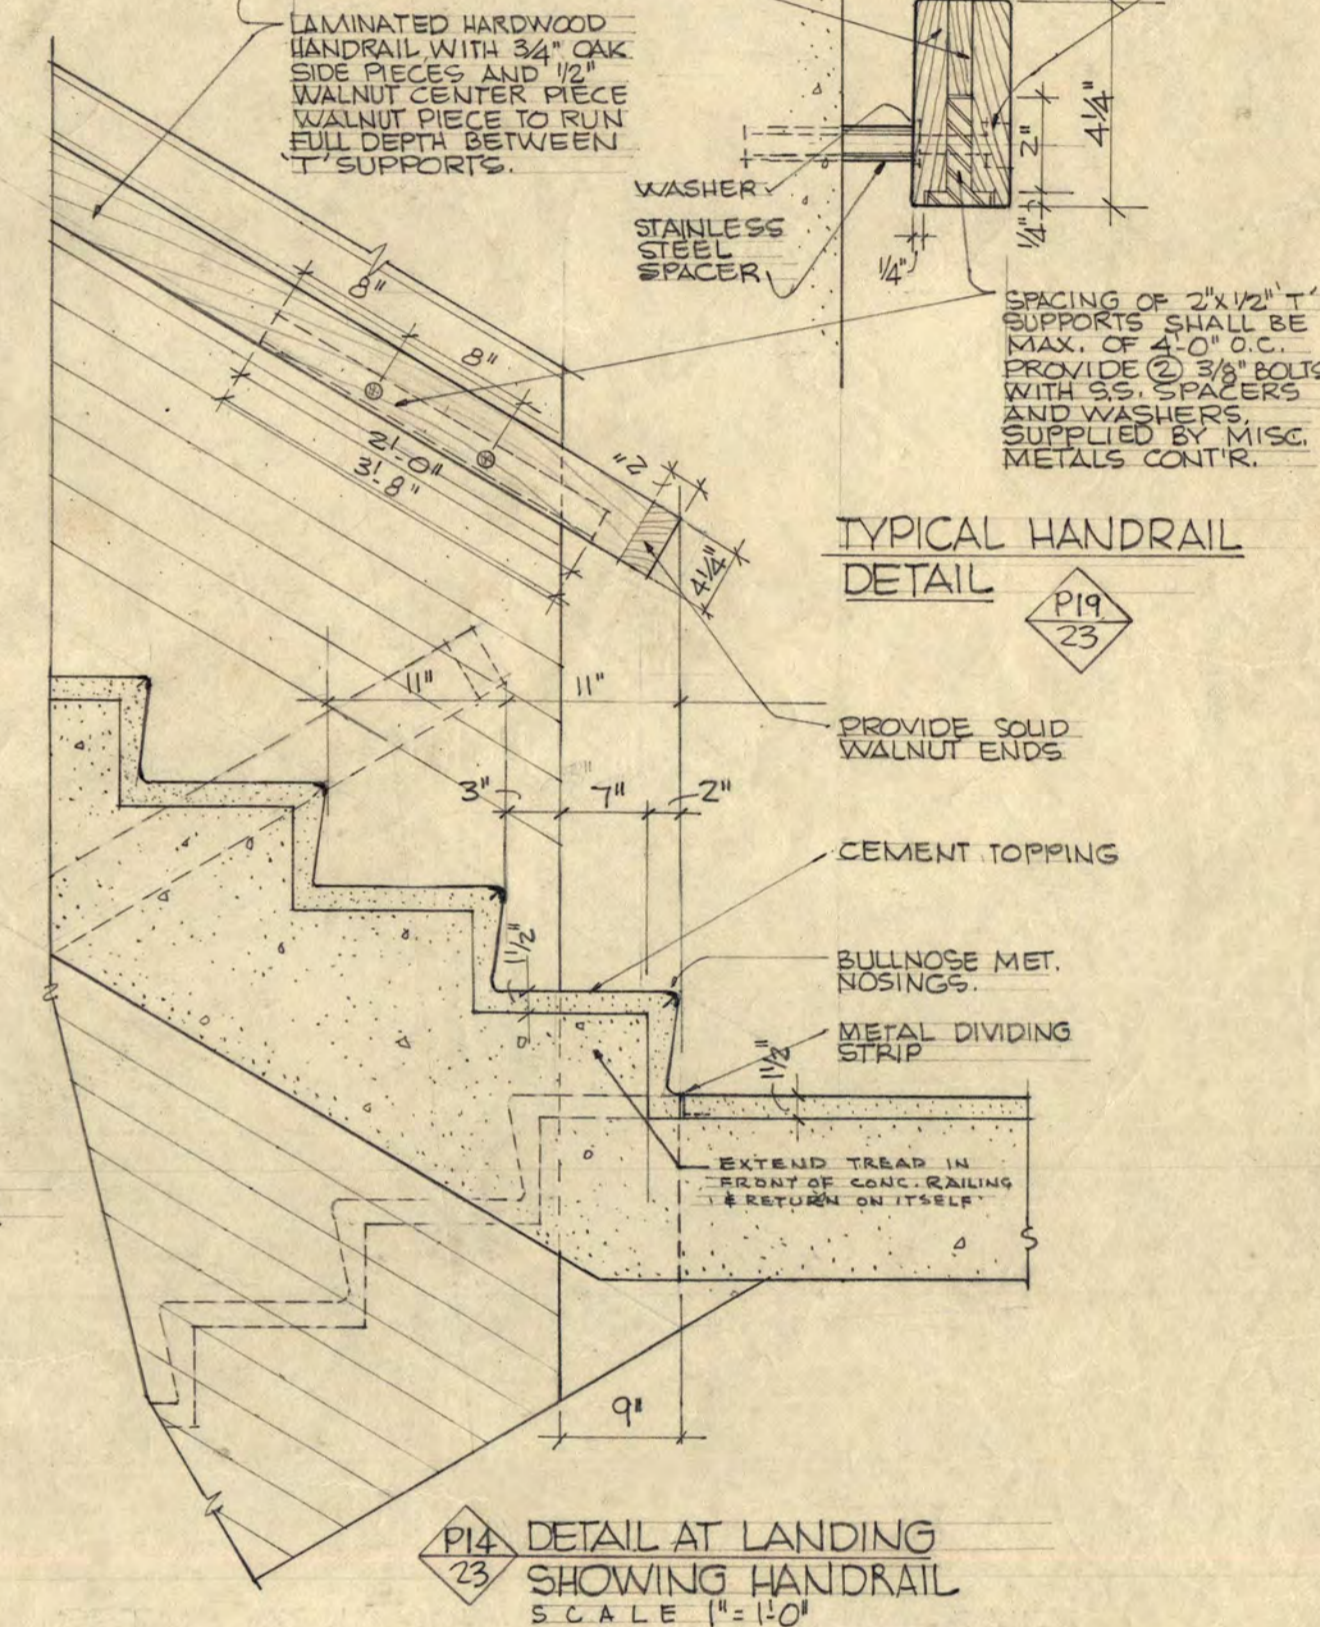 LAMINATED HARDWOOD
HANDRAIL, WITH 3/4" OAK
SIDE PIECES AND 1/2"
WALNUT CENTER PIECE
WALNUT PIECE TO RUN
FULL DEPTH BETWEEN
'T' SUPPORTS.
WASHER
STAINLESS
STEEL
SPACER
2"
4 1/4"
1/4"
1/4"
SPACING OF 2"X 1/2" 'T'
SUPPORTS SHALL BE
MAX. OF 4'-0" O.C.
PROVIDE (2) 3/8" BOLTS
WITH S.S. SPACERS
AND WASHERS,
SUPPLIED BY MISC.
METALS CONT'R.
TYPICAL HANDRAIL
DETAIL
P19
23
8"
8"
2'-0"
3'-8"
2"
4 1/4"
11"
11"
PROVIDE SOLID
WALNUT ENDS
3"
7"
2"
CEMENT TOPPING
1 1/2"
BULLNOSE MET.
NOSINGS.
METAL DIVIDING
STRIP
1 1/2"
EXTEND TREAD IN
FRONT OF CONC. RAILING
& RETURN ON ITSELF
9"
P14
23
DETAIL AT LANDING
SHOWING HANDRAIL
SCALE 1"=1'-0"